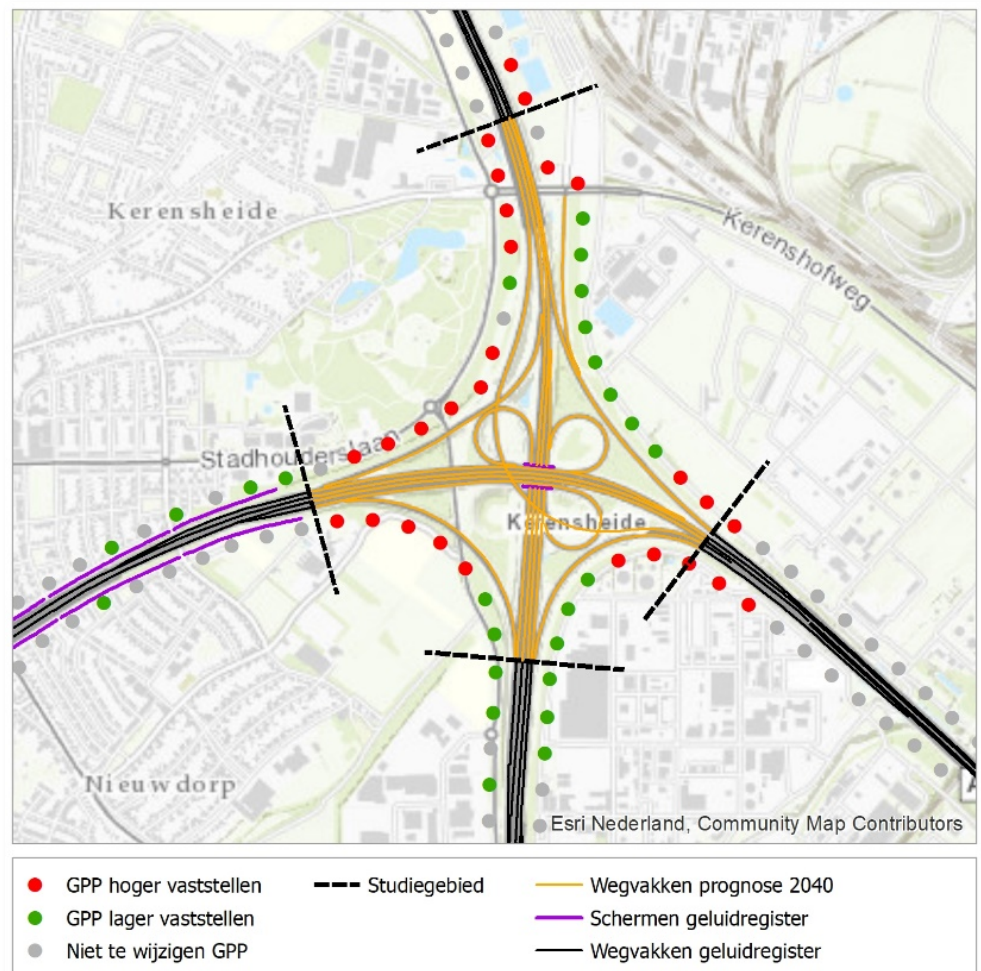 Kerensheide
Kerenshofweg
Stadhouderslaan
Kerensheide
Nieuwdorp
A
Esri Nederland, Community Map Contributors
GPP hoger vaststellen
GPP lager vaststellen
Niet te wijzigen GPP
Studiegebied
Wegvakken prognose 2040
Schermen geluidregister
Wegvakken geluidregister